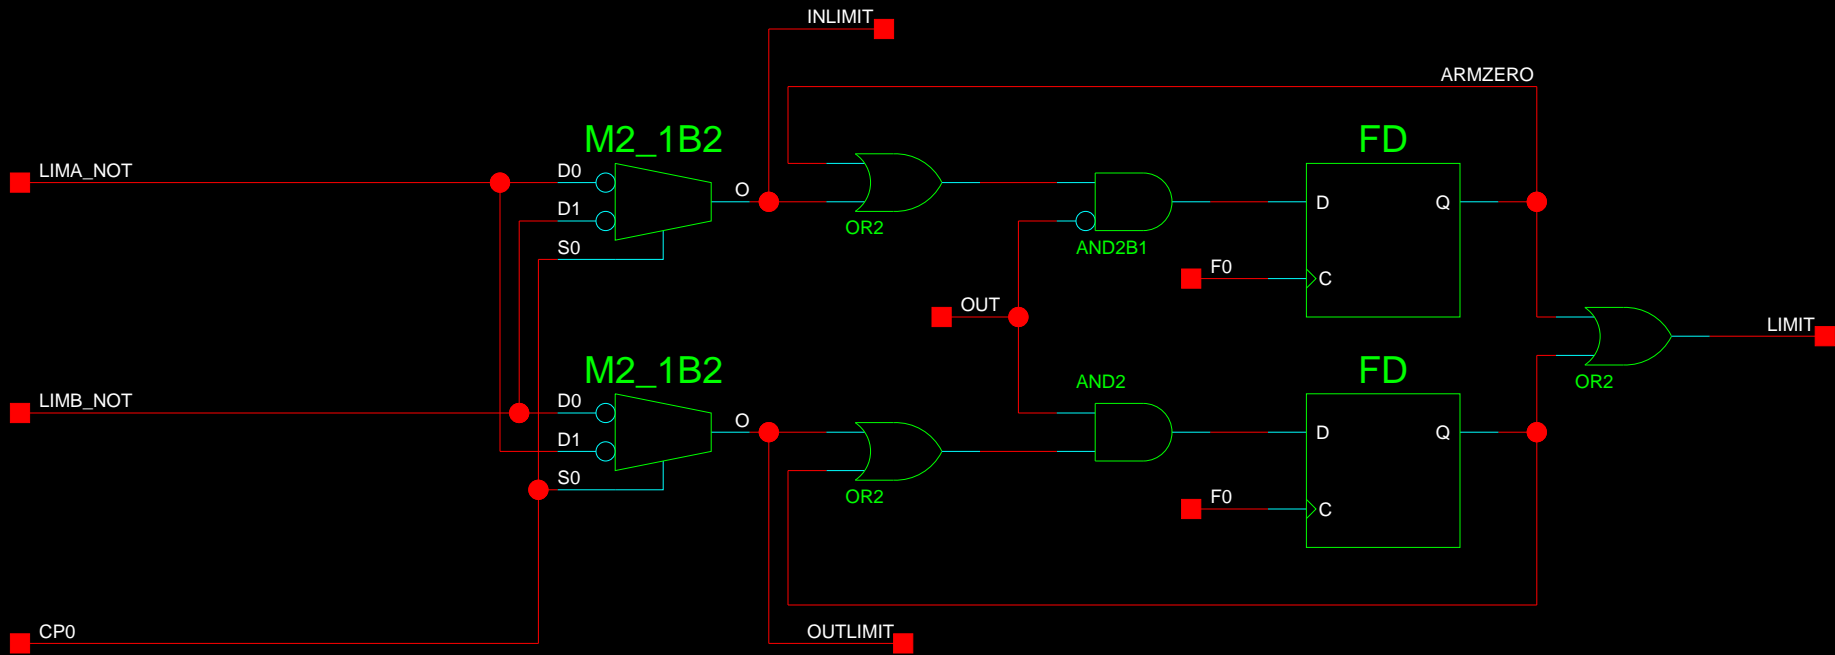 INLIMIT
ARMZERO
M2_1B2
FD
LIMA_NOT
D0
O
D1
OR2
D
Q
AND2B1
S0
F0
C
OUT
LIMIT
M2_1B2
AND2
FD
OR2
LIMB_NOT
D0
O
D1
D
Q
S0
OR2
F0
C
CP0
OUTLIMIT